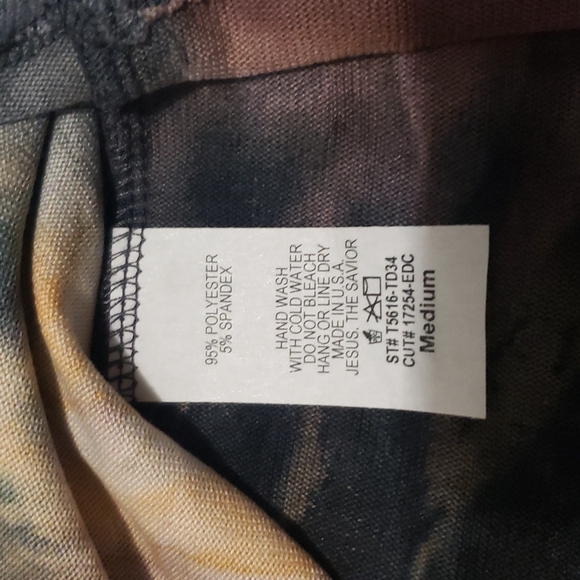 95% POLYESTER
5% SPANDEX
HAND WASH
WITH COLD WATER
DO NOT BLEACH
HANG OR LINE DRY
MADE IN U.S.A.
JESUS. THE SAVIOR
ST# T5616-TD34
CUT# 17254-EDC
Medium